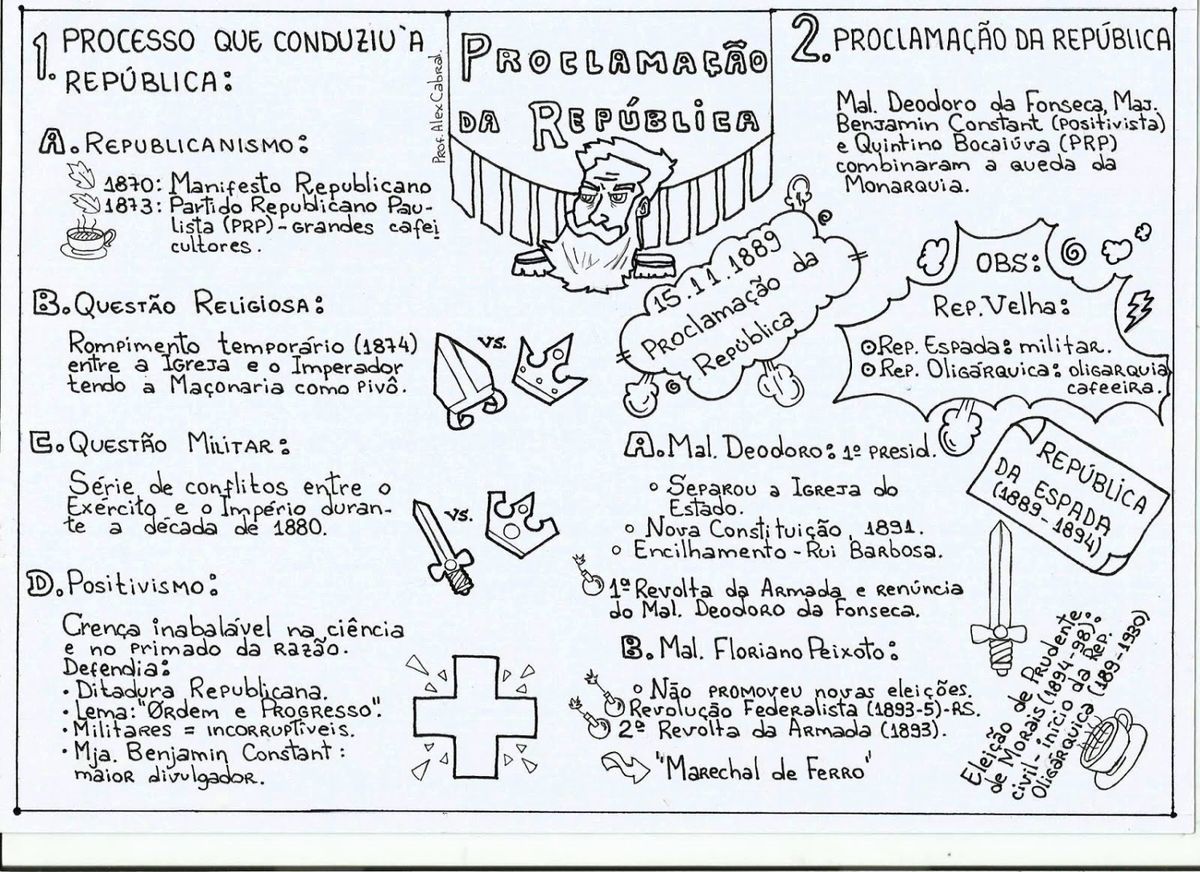 1. PROCESSO QUE CONDUZIU`A
REPÚBLICA:
A. REPUBLICANISMO:
1870: Manifesto Republicano
1873: Partido Republicano Pau-
lista (PRP) - Grandes cafei
cultores.
B. QUESTÃO RELIGIOSA:
Rompimento temporário (1874)
entre a Igreja e o Imperador
tendo a Maçonaria como pivô.
vs.
C. QUESTÃO MILITAR:
Série de conflitos entre o
Exército e o Império duran-
te a década de 1880.
vs.
D. Positivismo:
Crença inabalável na ciência
e no primado da razão.
Defendia:
• Ditadura Republicana.
• Lema: "Ordem e Progresso".
• Militares = incorruptíveis.
• Mja. Benjamin Constant:
maior divulgador.
Prof. Alex Cabral.
PROCLAMAÇÃO
DA REPÚBLICA
15.11.1889
Proclamação da
República
2. PROCLAMAÇÃO DA REPÚBLICA
Mal. Deodoro da Fonseca, Maj.
Benjamin Constant (positivista)
e Quintino Bocaiúva (PRP)
combinaram a queda da
Monarquia.
OBS:
Rep. Velha:
Rep. Espada: militar.
Rep. Oligárquica: oligarquia
cafeeira.
A. Mal. Deodoro: 1º presid.
Separou a Igreja do
Estado.
Nova Constituição, 1891.
Encilhamento - Rui Barbosa.
1ª Revolta da Armada e renúncia
do Mal. Deodoro da Fonseca.
B. Mal. Floriano Peixoto:
Não promoveu novas eleições.
Revolução Federalista (1893-5)-RS.
2ª Revolta da Armada (1893).
"Marechal de Ferro"
REPÚBLICA
DA ESPADA
(1889-1894)
Eleição de Prudente
de Morais (1894-98):
civil: início da Rep.
Oligárquica (189-1930)